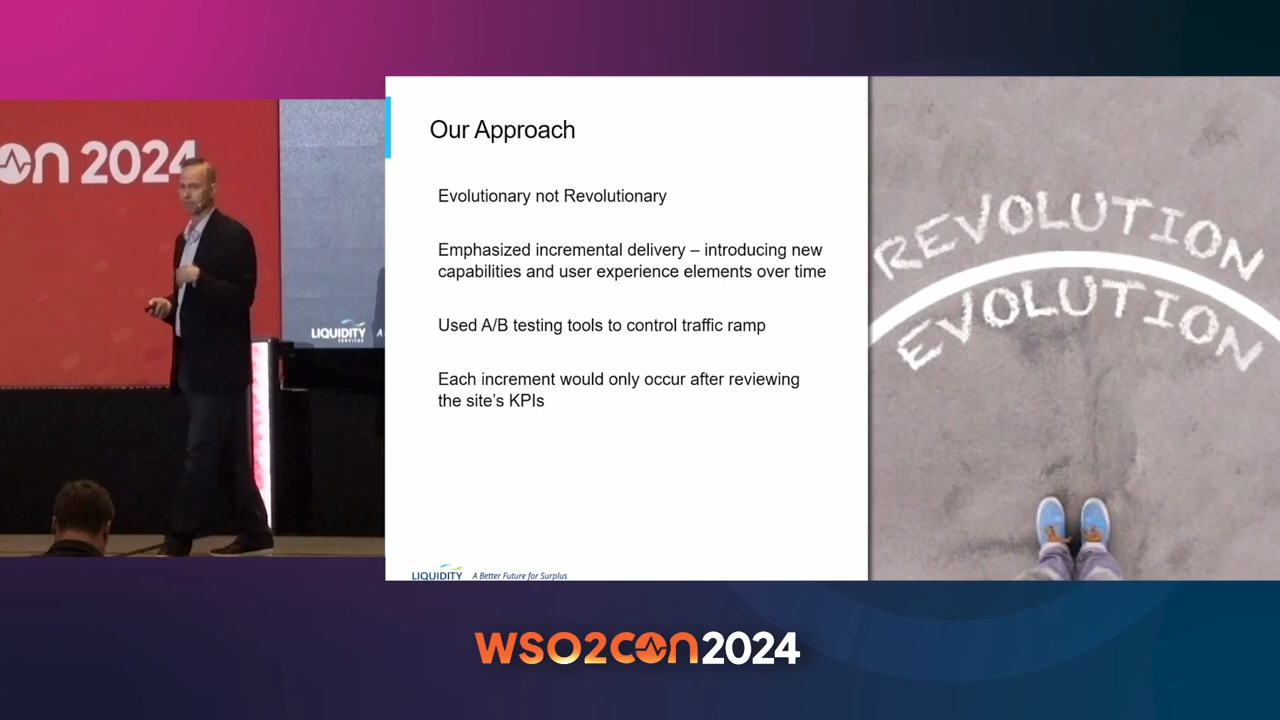 on 2024
LIQUIDITY
SERVICES
A
Our Approach
Evolutionary not Revolutionary
Emphasized incremental delivery – introducing new
capabilities and user experience elements over time
Used A/B testing tools to control traffic ramp
Each increment would only occur after reviewing
the site's KPIs
LIQUIDITY A Better Future for Surplus
REVOLUTION
EVOLUTION
WSO2CON2024